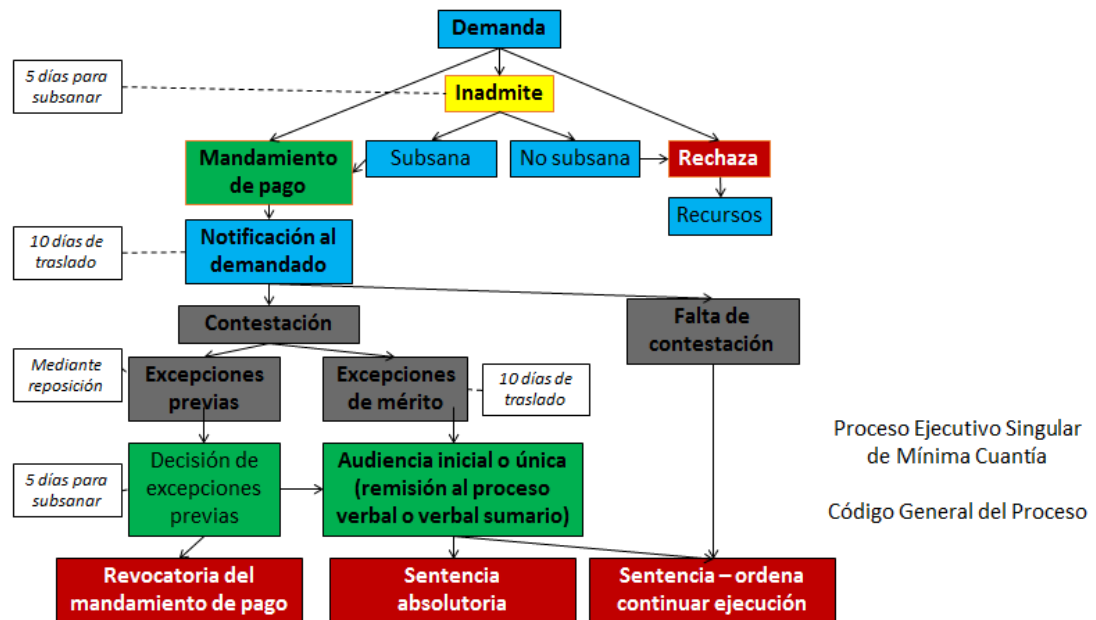 Demanda
5 días para
subsanar
Inadmite
Mandamiento
de pago
Subsana
No subsana
Rechaza
Recursos
10 días de
traslado
Notificación al
demandado
Contestación
Falta de
contestación
Mediante
reposición
Excepciones
previas
Excepciones
de mérito
10 días de
traslado
Proceso Ejecutivo Singular
de Mínima Cuantía
Código General del Proceso
5 días para
subsanar
Decisión de
excepciones
previas
Audiencia inicial o única
(remisión al proceso
verbal o verbal sumario)
Revocatoria del
mandamiento de pago
Sentencia
absolutoria
Sentencia – ordena
continuar ejecución